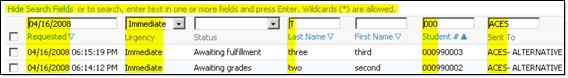 Hide Search Fields or to search, enter text in one or more fields and press Enter. Wildcards (*) are allowed.
04/16/2008 Immediate T 000 ACES
Requested Urgency Status Last Name First Name Student # Sent To
04/16/2008 06:15:19 PM Immediate Awaiting fulfillment three third 000990003 ACES- ALTERNATIVE
04/16/2008 06:14:12 PM Immediate Awaiting grades two second 000990002 ACES- ALTERNATIVE